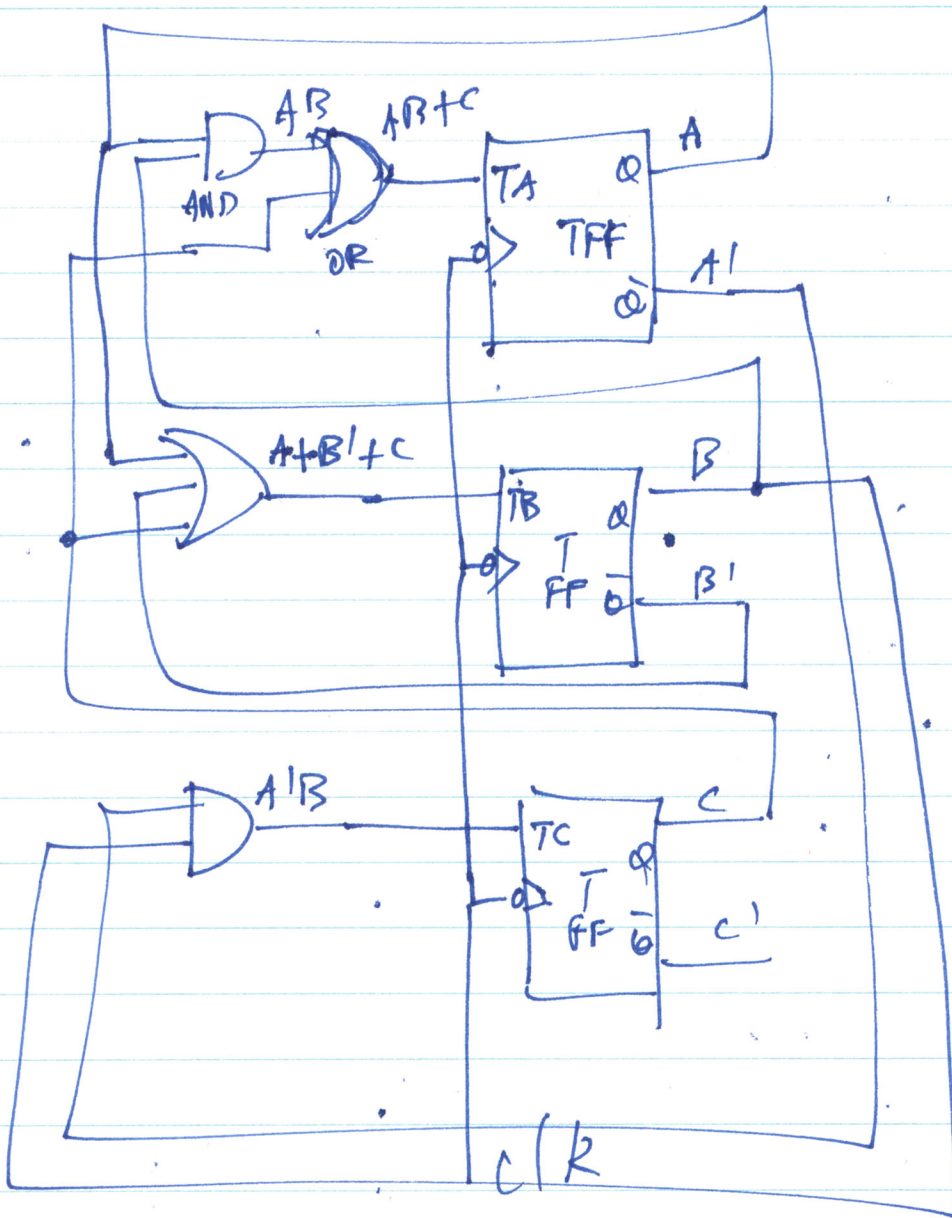 AB
AB+C
AND
OR
TA
Q
TFF
Q̅
A
A'
A+B'+C
TB
Q
T
FF
Q̅
B
B'
A'B
TC
Q
T
FF
Q̅
C
C'
clk